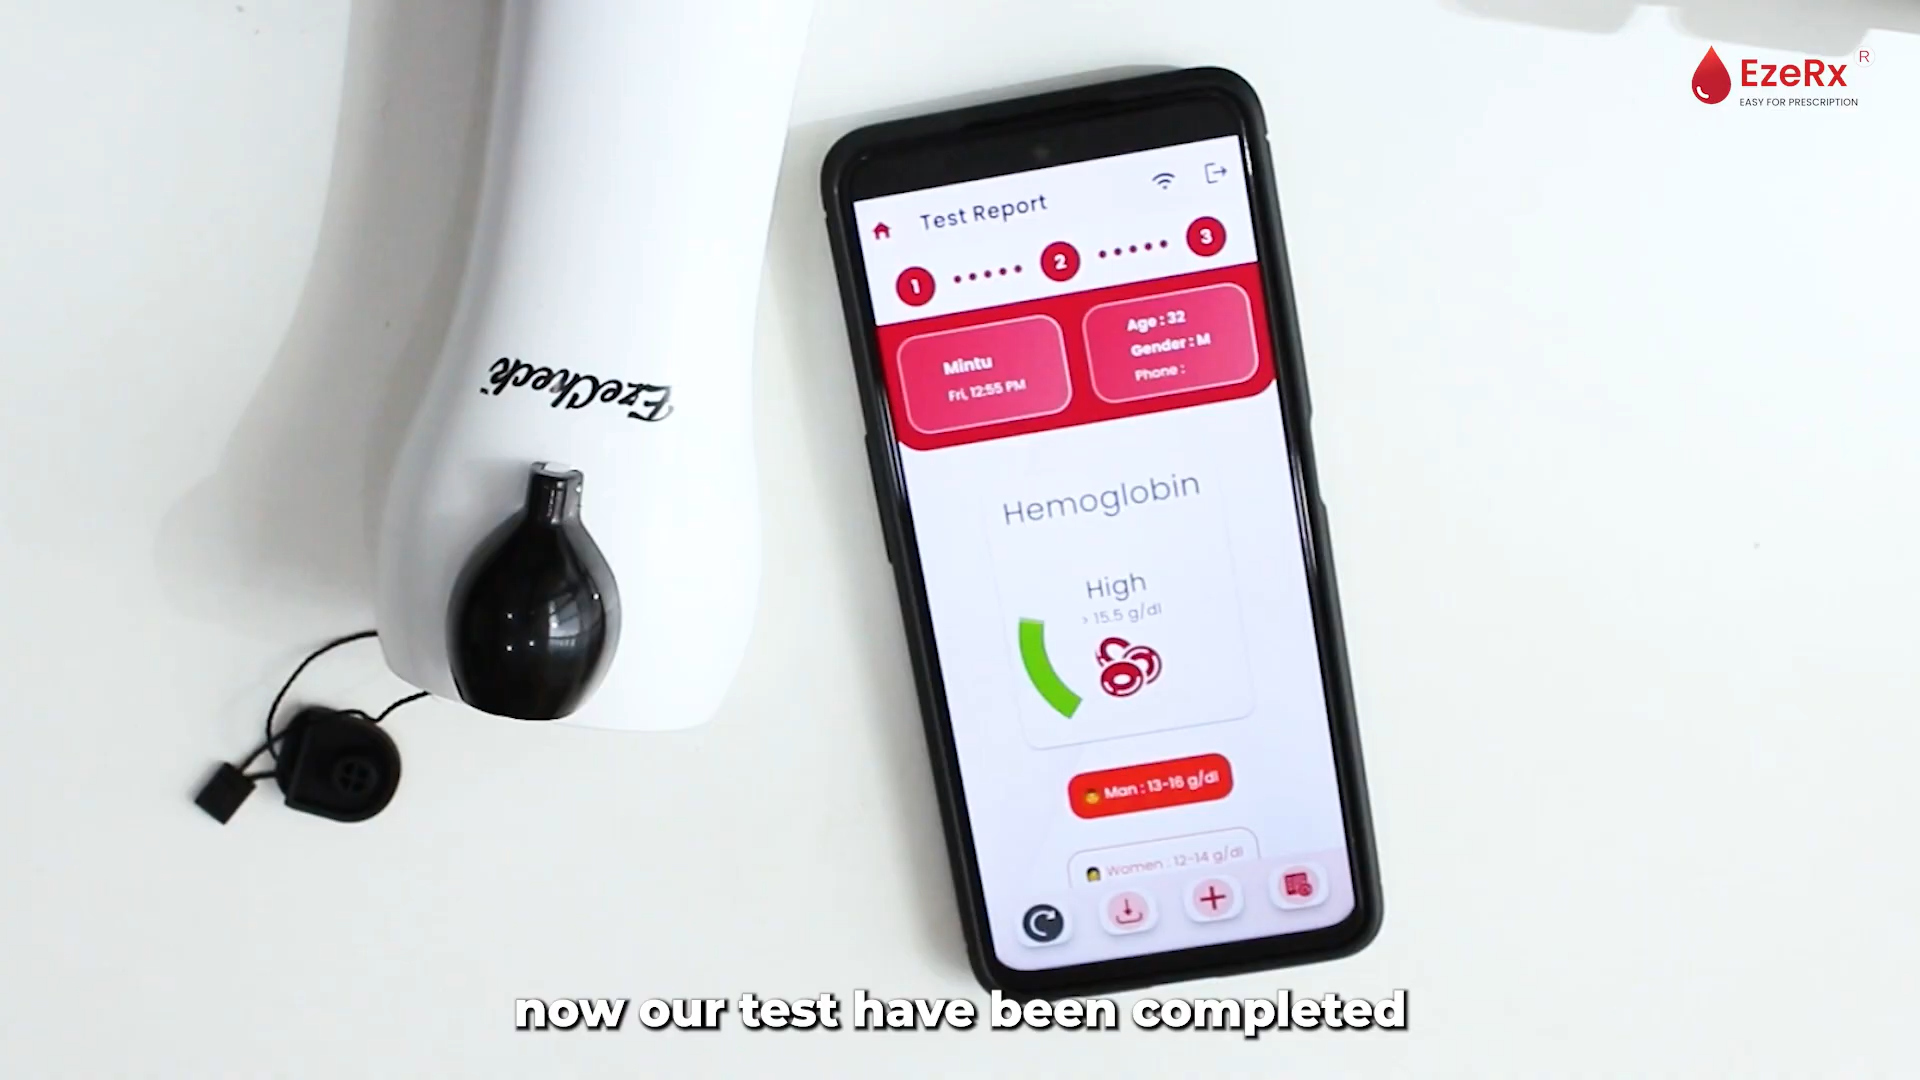 EzeRx R
EASY FOR PRESCRIPTION
Test Report
1 2 3
Mintu
Fri, 12:55 PM
Age : 32
Gender : M
Phone :
EzeCheck
Hemoglobin
High
> 15.5 g/dl
Man : 13-16 g/dl
Women : 12-14 g/dl
now our test have been completed